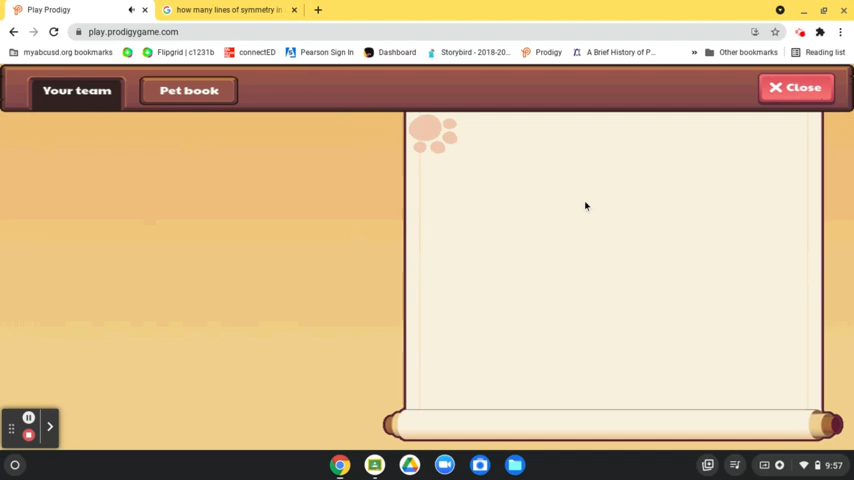 Play Prodigy
how many lines of symmetry in
play.prodigygame.com
myabcusd.org bookmarks
Flipgrid (c1231b
connectED
Pearson Sign In
Dashboard
Storybird - 2018-20...
Prodigy
A Brief History of P...
»
Other bookmarks
Reading list
Your team
Pet book
Close
9:57